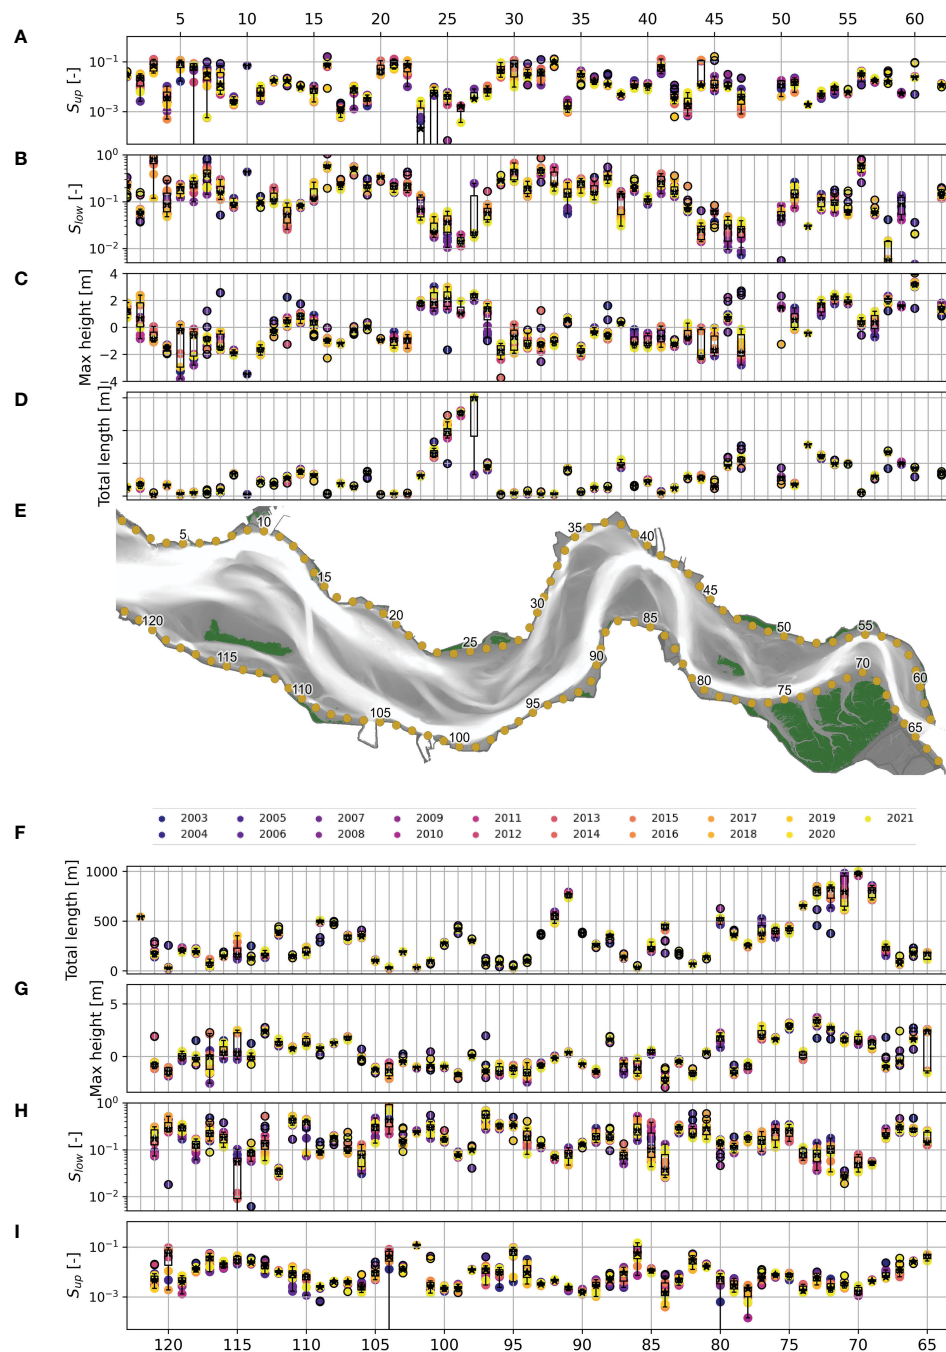 5 10 15 20 25 30 35 40 45 50 55 60
A
10⁻¹
10⁻³
S_up [-]
B
10⁰
10⁻¹
10⁻²
S_low [-]
C
4
2
0
−2
−4
Max height [m]
D
Total length [m]
E
5
10
15
20
25
30
35
40
45
50
55
60
65
70
75
80
85
90
95
100
105
110
115
120
2003 2005 2007 2009 2011 2013 2015 2017 2019 2021
2004 2006 2008 2010 2012 2014 2016 2018 2020
F
1000
500
0
Total length [m]
G
5
0
Max height [m]
H
10⁰
10⁻¹
10⁻²
S_low [-]
I
10⁻¹
10⁻³
S_up [-]
120 115 110 105 100 95 90 85 80 75 70 65